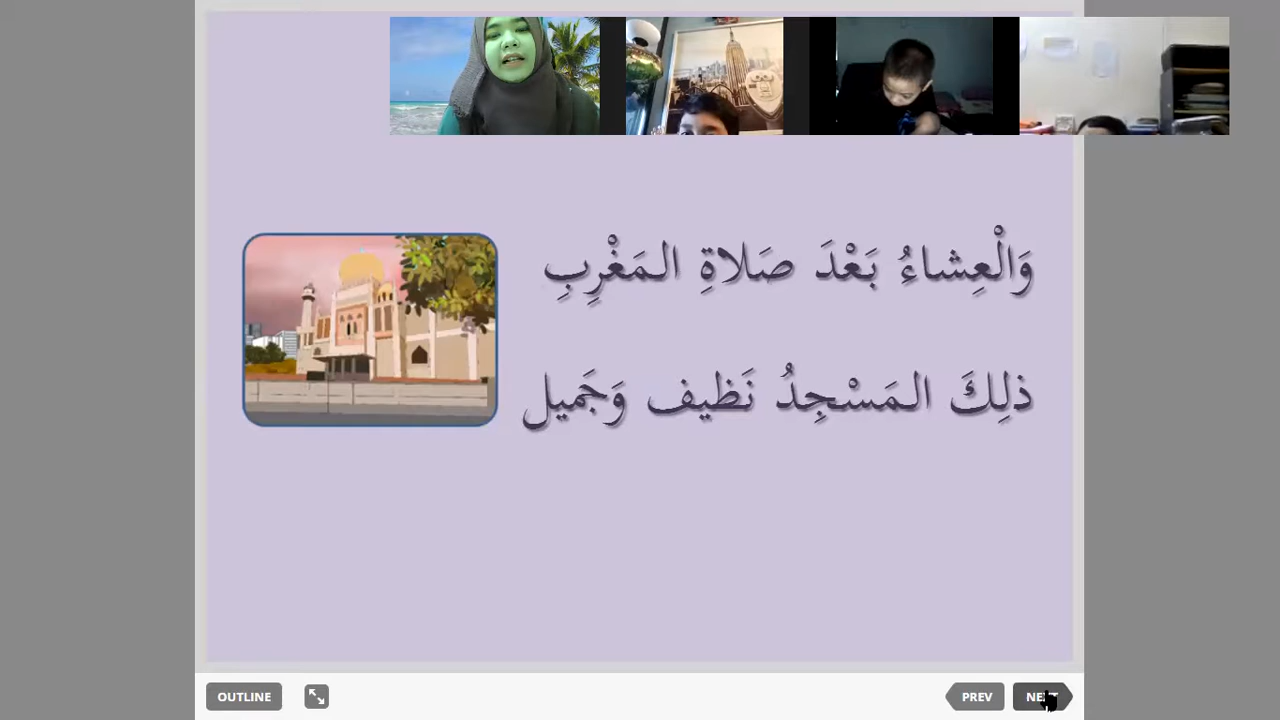 وَالْعِشاءُ بَعْدَ صَلاةِ المَغْرِبِ
ذلِكَ المَسْجِدُ نَظيف وَجَميل
OUTLINE
PREV
NEXT